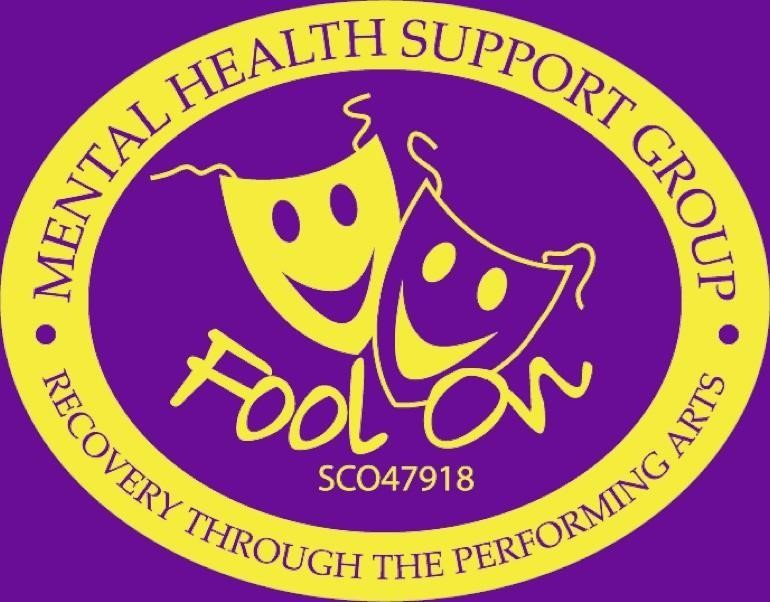 MENTAL HEALTH SUPPORT GROUP
FOOL ON
SCO47918
RECOVERY THROUGH THE PERFORMING ARTS